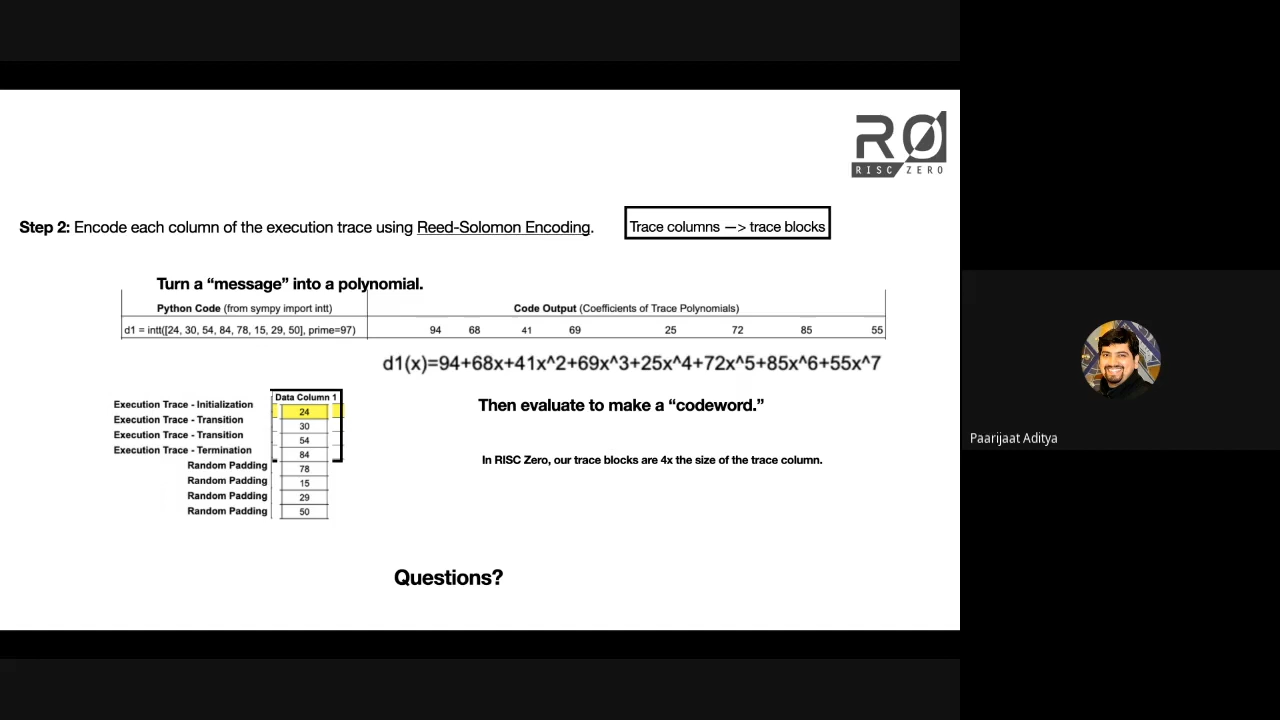 RØ
RISC ZERO
Step 2: Encode each column of the execution trace using Reed-Solomon Encoding.
Trace columns —> trace blocks
Turn a “message” into a polynomial.
Python Code (from sympy import intt) Code Output (Coefficients of Trace Polynomials)
d1 = intt([24, 30, 54, 84, 78, 15, 29, 50], prime=97) 94 68 41 69 25 72 85 55
d1(x)=94+68x+41x^2+69x^3+25x^4+72x^5+85x^6+55x^7
Data Column 1
Execution Trace - Initialization 24
Execution Trace - Transition 30
Execution Trace - Transition 54
Execution Trace - Termination 84
Random Padding 78
Random Padding 15
Random Padding 29
Random Padding 50
Then evaluate to make a “codeword.”
In RISC Zero, our trace blocks are 4x the size of the trace column.
Questions?
Paarijaat Aditya